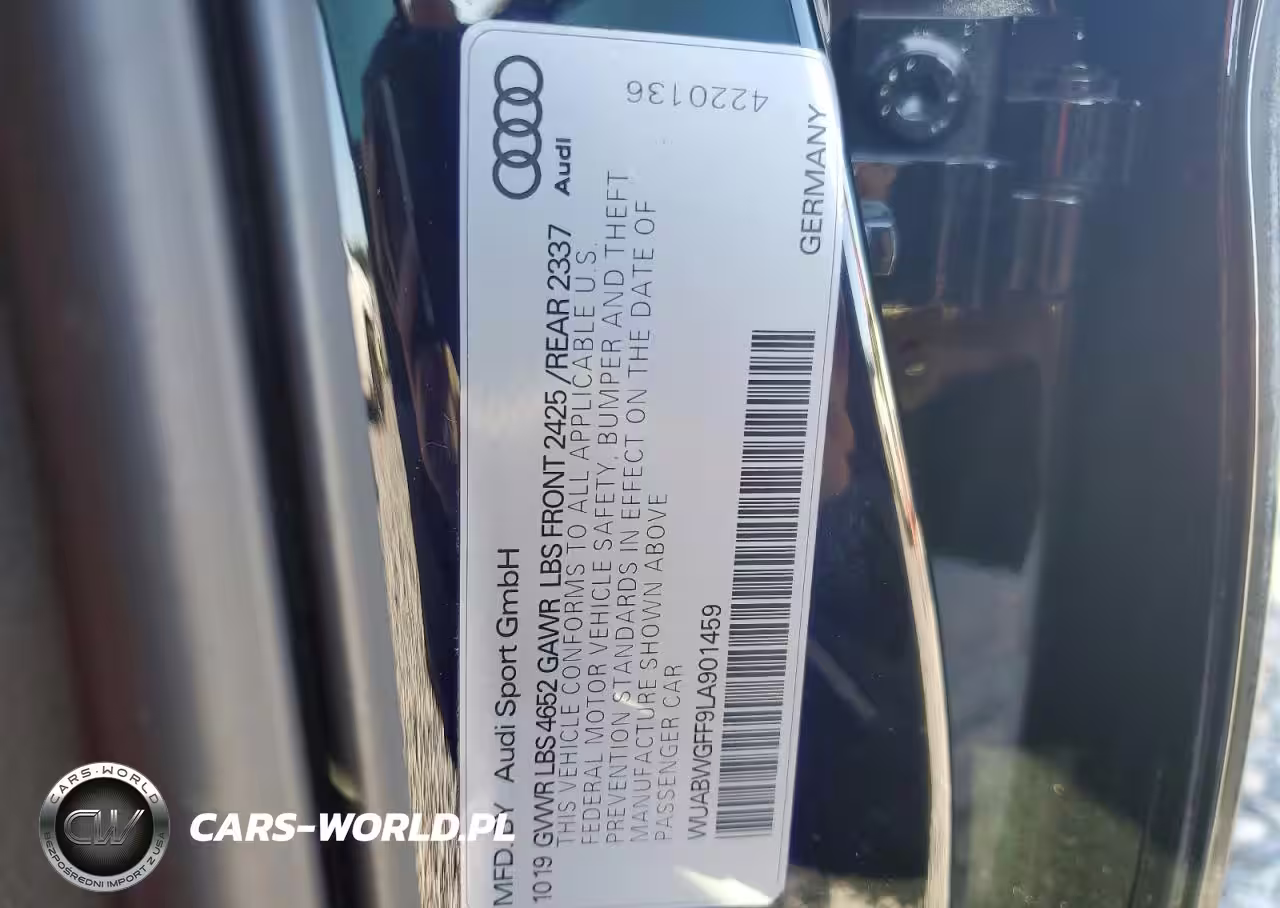 MFD.BY Audi Sport GmbH
Audi
1019 GWWR LBS 4652 GAWR LBS FRONT 2425 /REAR 2337
THIS VEHICLE CONFORMS TO ALL APPLICABLE U.S.
FEDERAL MOTOR VEHICLE SAFETY, BUMPER AND THEFT
PREVENTION STANDARDS IN EFFECT ON THE DATE OF
MANUFACTURE SHOWN ABOVE
PASSENGER CAR
WUABWGFF9LA901459
4220136
GERMANY
CARS-WORLD
CW
BEZPOŚREDNI IMPORT Z USA
CARS-WORLD.PL